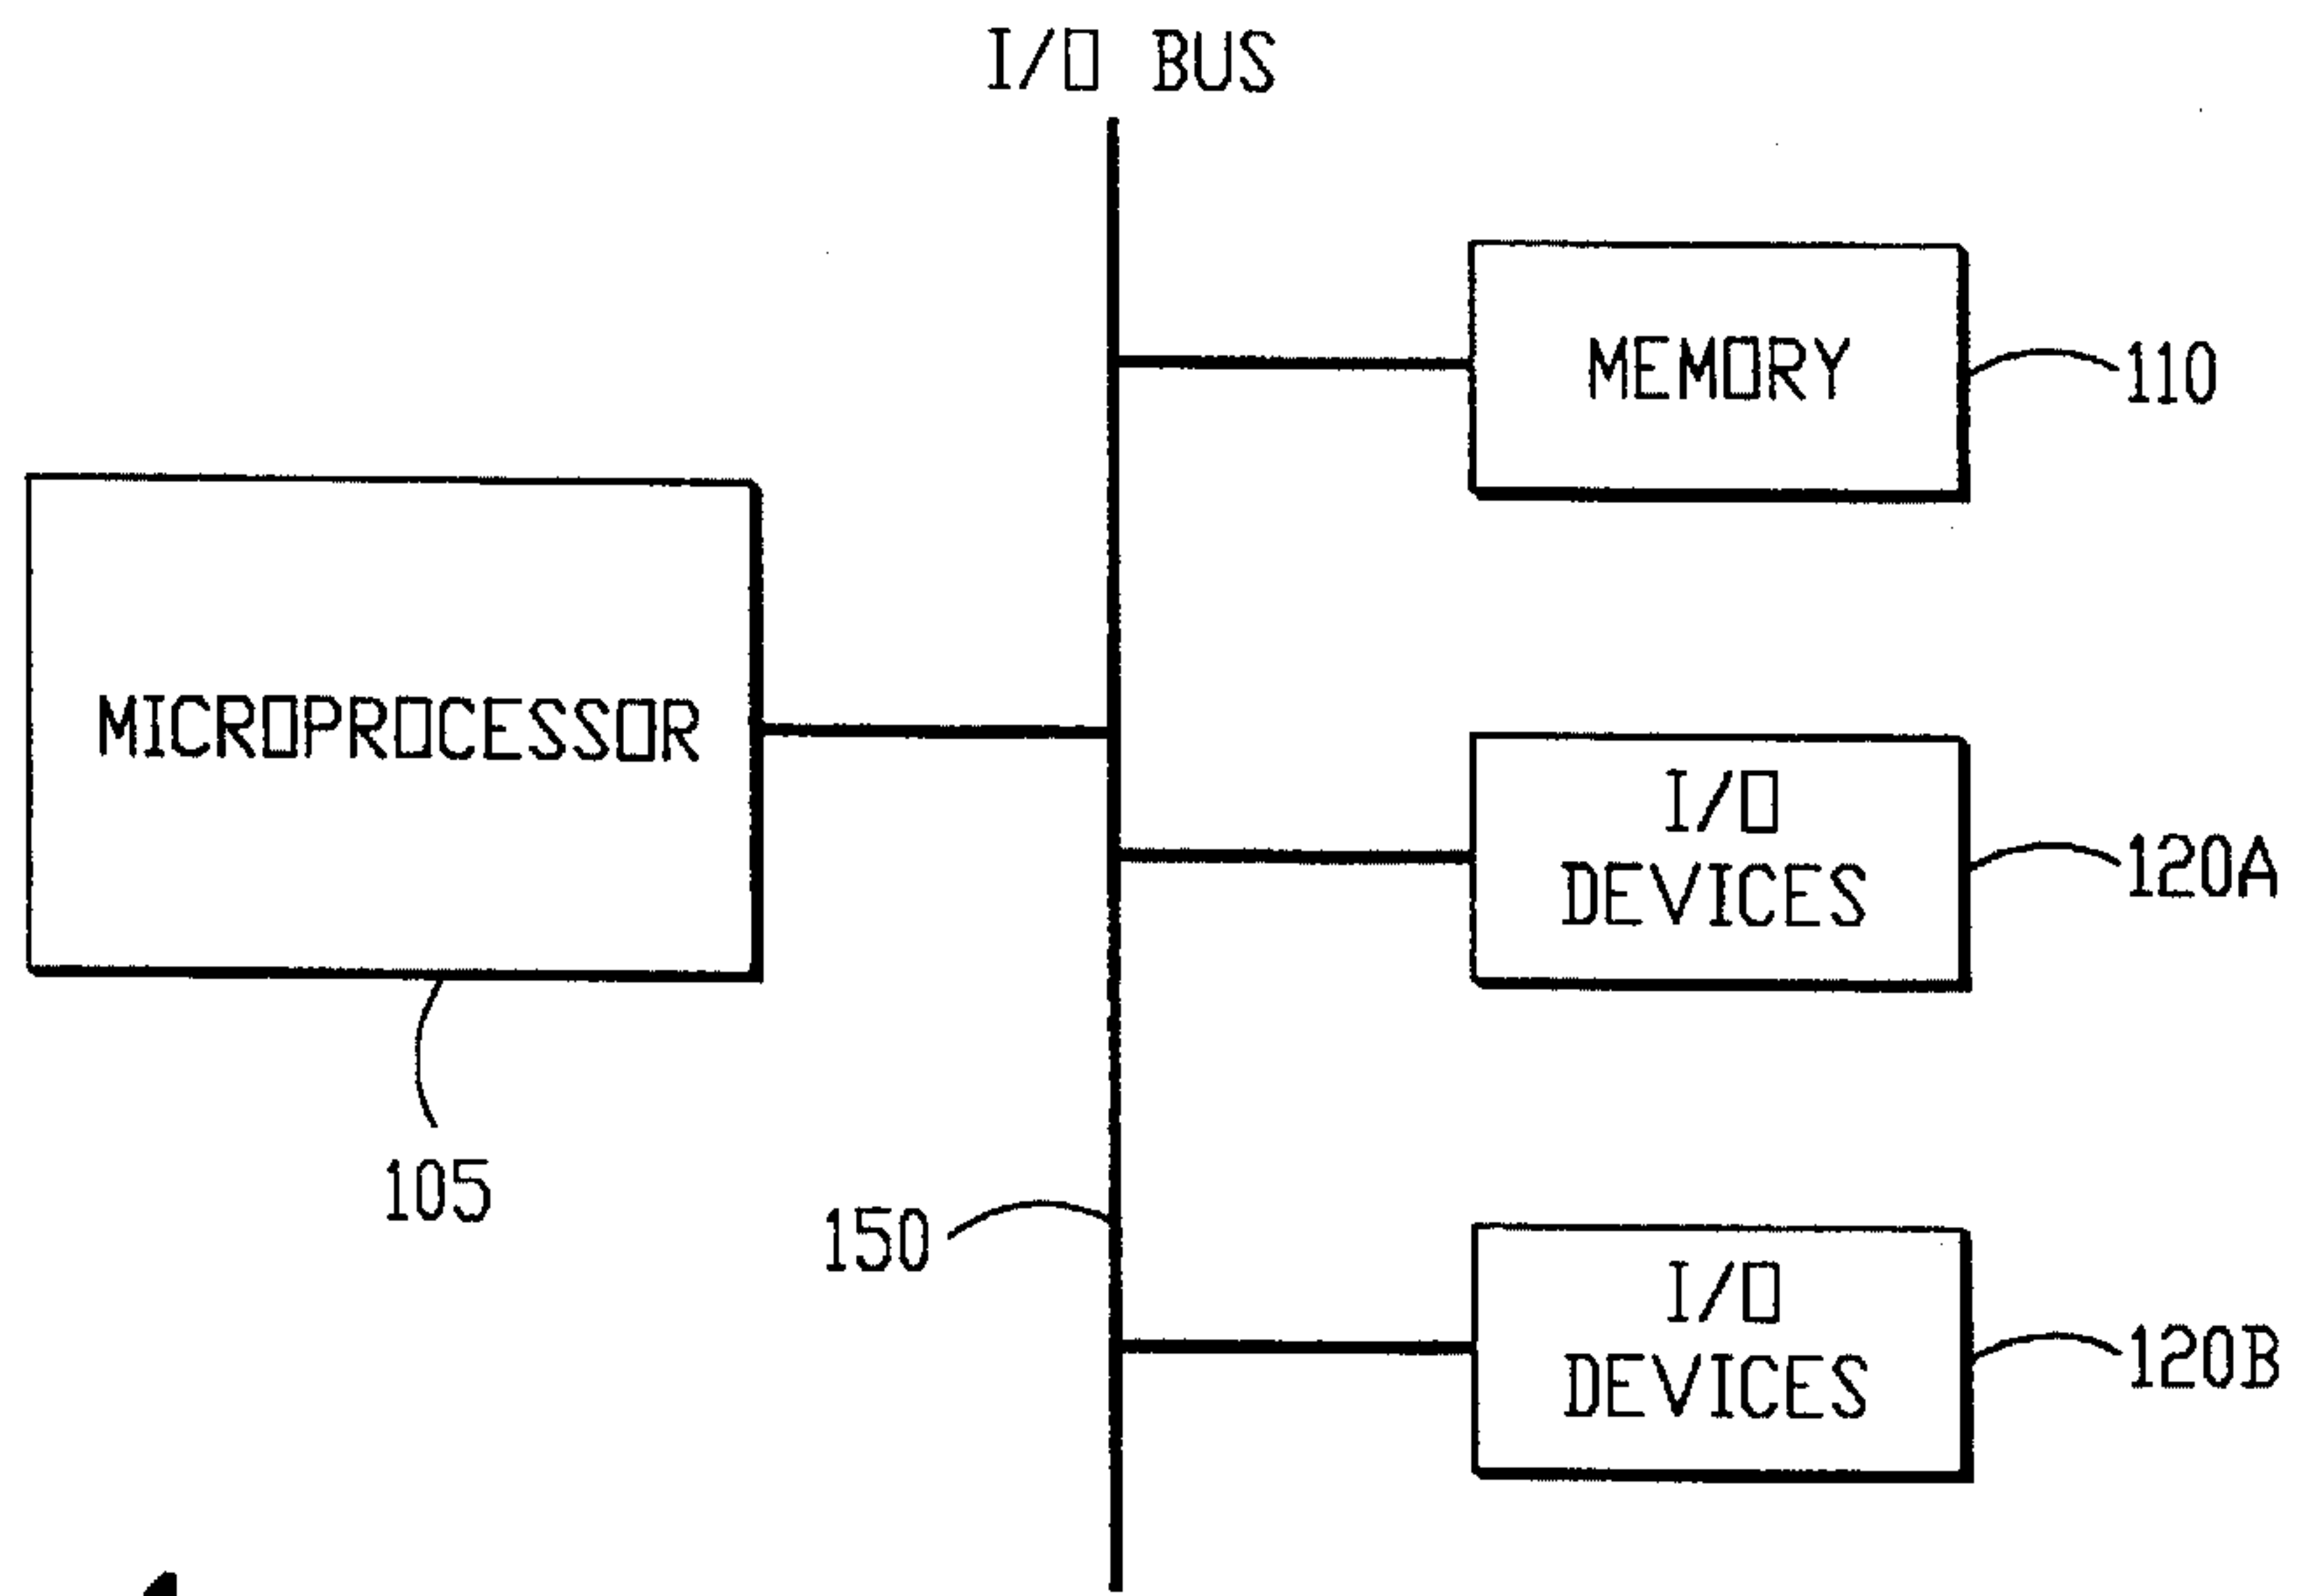 I/O BUS
MEMORY
110
MICROPROCESSOR
I/O
DEVICES
120A
105
150
I/O
DEVICES
120B